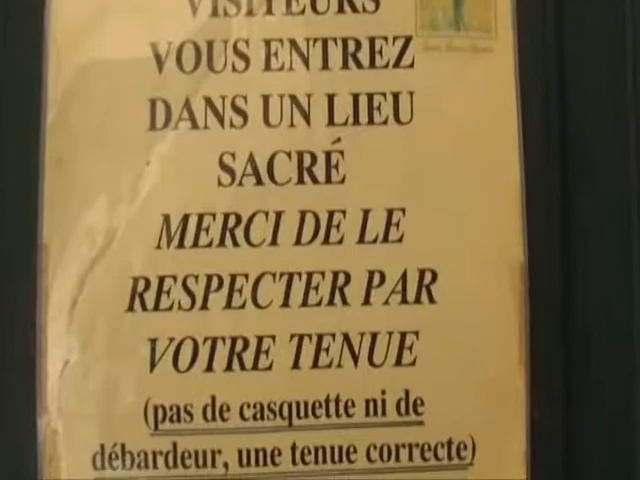 VISITEURS
VOUS ENTREZ
DANS UN LIEU
SACRÉ
MERCI DE LE
RESPECTER PAR
VOTRE TENUE
(pas de casquette ni de
débardeur, une tenue correcte)